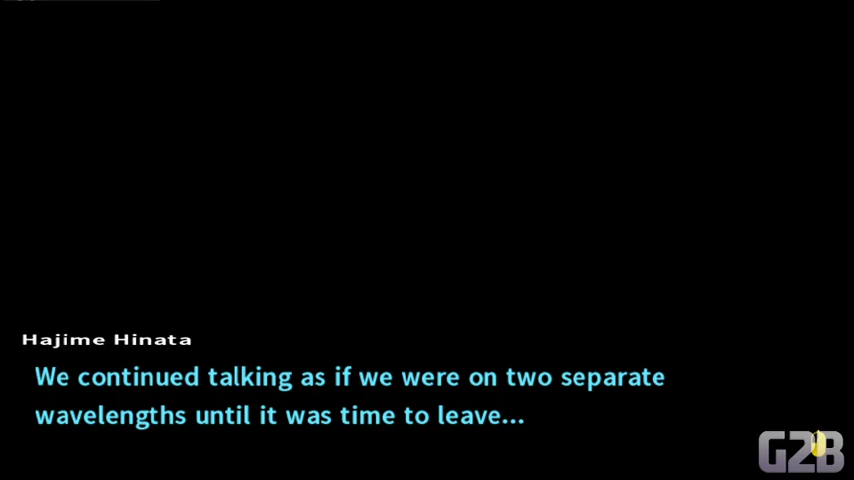 Hajime Hinata
We continued talking as if we were on two separate
wavelengths until it was time to leave...
G2B